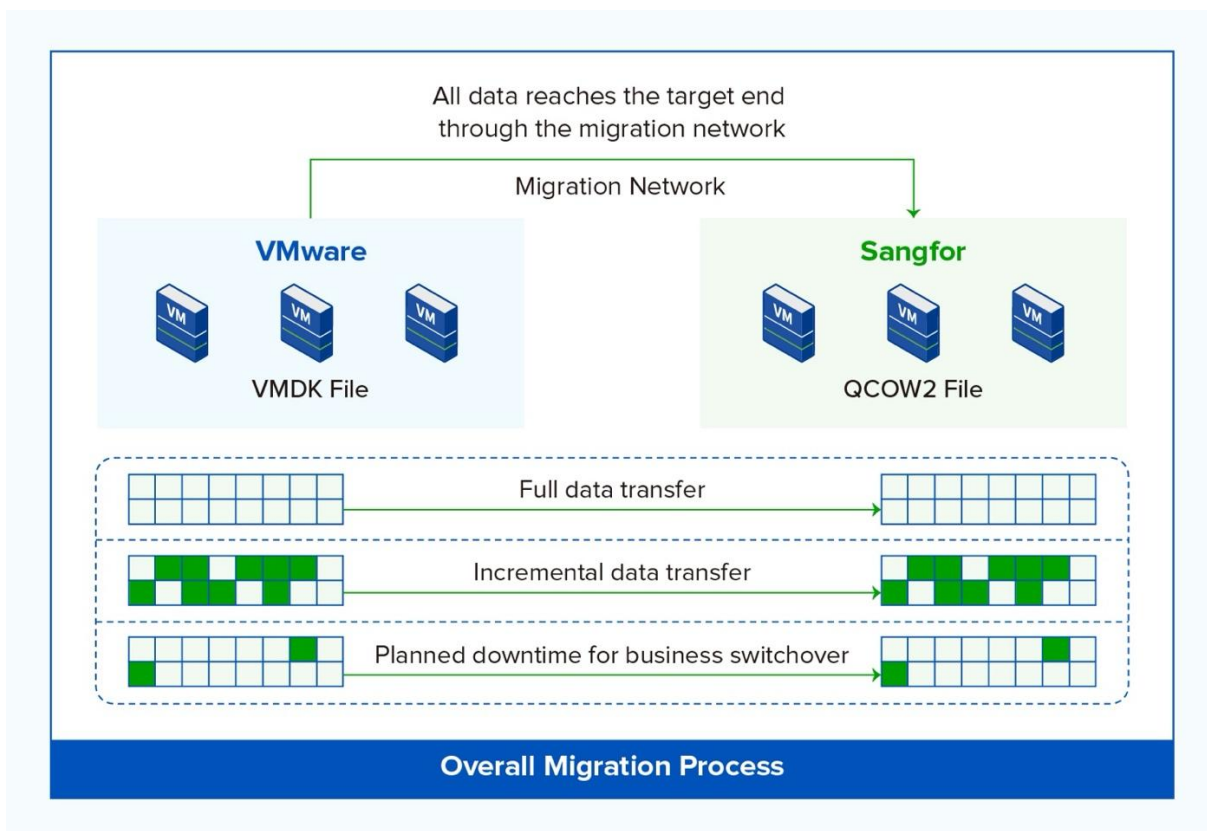 All data reaches the target end
through the migration network
Migration Network
VMware
Sangfor
VM
VM
VM
VM
VM
VM
VMDK File
QCOW2 File
Full data transfer
Incremental data transfer
Planned downtime for business switchover
Overall Migration Process